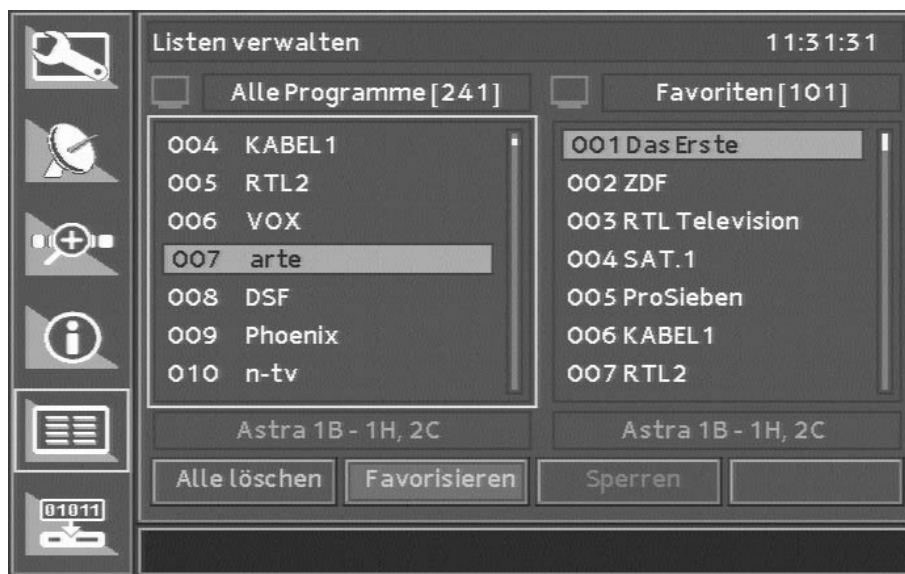 Listen verwalten 11:31:31
Alle Programme [241] Favoriten [101]
004 KABEL1
005 RTL2
006 VOX
007 arte
008 DSF
009 Phoenix
010 n-tv
Astra 1B - 1H, 2C
001 Das Erste
002 ZDF
003 RTL Television
004 SAT.1
005 ProSieben
006 KABEL1
007 RTL2
Astra 1B - 1H, 2C
Alle löschen Favorisieren Sperren
01011